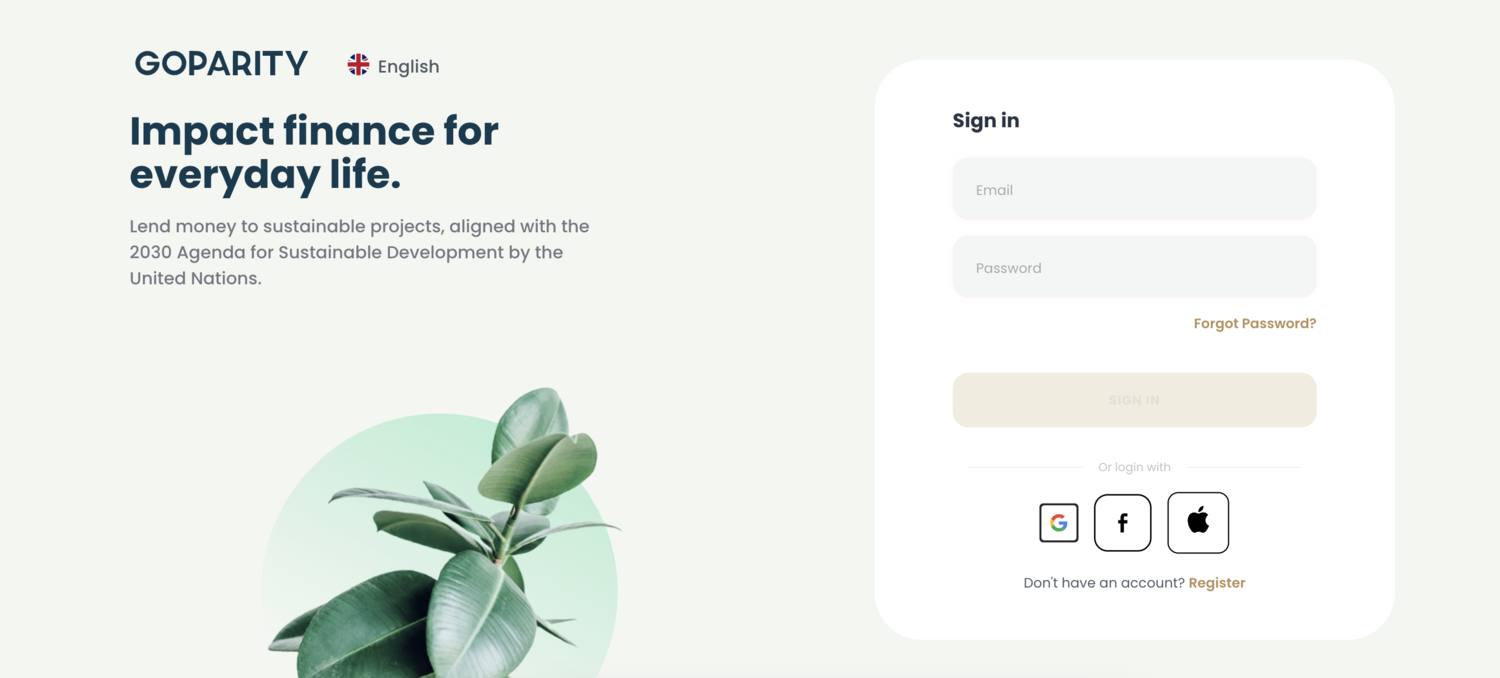 GOPARITY
English
Impact finance for
everyday life.
Lend money to sustainable projects, aligned with the
2030 Agenda for Sustainable Development by the
United Nations.
Sign in
Email
Password
Forgot Password?
SIGN IN
Or login with
Don't have an account? Register